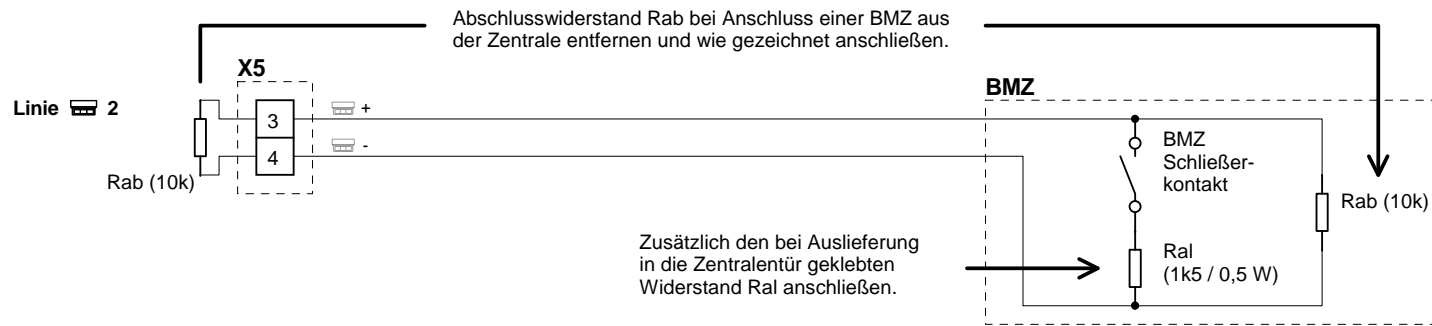 Abschlusswiderstand Rab bei Anschluss einer BMZ aus
der Zentrale entfernen und wie gezeichnet anschließen.
X5
BMZ
Linie 2
3
+
4
-
Rab (10k)
BMZ
Schließer-
kontakt
Rab (10k)
Zusätzlich den bei Auslieferung
in die Zentralentür geklebten
Widerstand Ral anschließen.
Ral
(1k5 / 0,5 W)